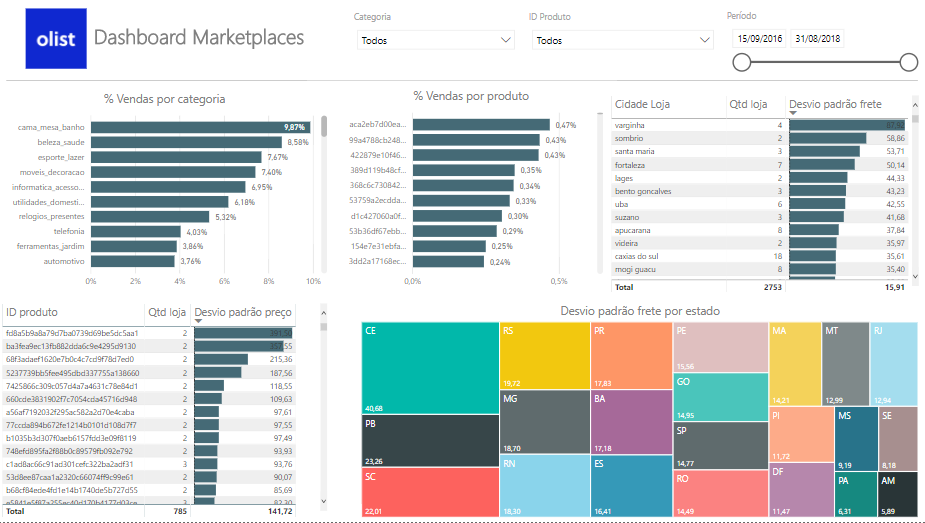 olist
Dashboard Marketplaces
Categoria
Todos
ID Produto
Todos
Período
15/09/2016
31/08/2018
% Vendas por categoria
cama_mesa_banho 9,87%
beleza_saude 8,58%
esporte_lazer 7,67%
moveis_decoracao 7,40%
informatica_acesso... 6,95%
utilidades_domesti... 6,18%
relogios_presentes 5,32%
telefonia 4,03%
ferramentas_jardim 3,86%
automotivo 3,76%
0% 2% 4% 6% 8% 10%
% Vendas por produto
aca2eb7d00ea... 0,47%
99a4788cb248... 0,43%
422879e10f46... 0,43%
389d119b48cf... 0,35%
368c6c730842... 0,34%
53759a2ecdda... 0,33%
d1c427060a0f... 0,30%
53b36df67ebb... 0,29%
154e7e31ebfa... 0,25%
3dd2a17168ec... 0,24%
0,0% 0,5%
Cidade Loja Qtd loja Desvio padrão frete
varginha 4
sombrio 2 58,86
santa maria 3 53,71
fortaleza 7 50,14
lages 2 44,33
bento goncalves 3 43,23
uba 6 42,55
suzano 3 41,68
apucarana 8 37,84
videira 2 35,97
caxias do sul 18 35,61
mogi guacu 8 35,40
Total 2753 15,91
ID produto Qtd loja Desvio padrão preço
fd8a5b9a8a79d7ba0739d69be5dc5aa1 2
ba3fea9ec13fb882dda6c9e4295d9130 2
68f3adaef1620e7b0c4c7cd9f78d7ed0 2 215,36
5237739bb5fee495dbd337755a138660 2 187,56
7425866c309c057d4a7a4631c78e84d1 2 118,55
660cde3831902f7c7054cda45716d948 2 109,63
a56af7192032f295ac582a2d70e4caba 2 97,61
77ccda894b672fe1214b0101d108d7f7 2 97,55
b1035b3d307f0aeb6157fdd3e09f8119 2 97,49
748efd895fa2f88b0c89579fb092e792 2 93,93
c1ad8ac66c91ad301cefc322ba2adf31 3 93,76
53d8ee87caa1a2320c66074ff9c99e61 2 90,07
b68cf84ede4fd1e14b1740de5b727d55 2 85,69
Total 785 141,72
Desvio padrão frete por estado
CE
40,68
PB
23,26
SC
22,01
RS
19,72
MG
18,70
RN
18,30
PR
17,83
BA
17,18
ES
16,41
PE
15,56
GO
14,95
SP
14,77
RO
14,49
MA
14,21
MT
12,99
RJ
12,94
PI
11,72
DF
11,47
MS
9,19
SE
8,18
PA
6,31
AM
5,89